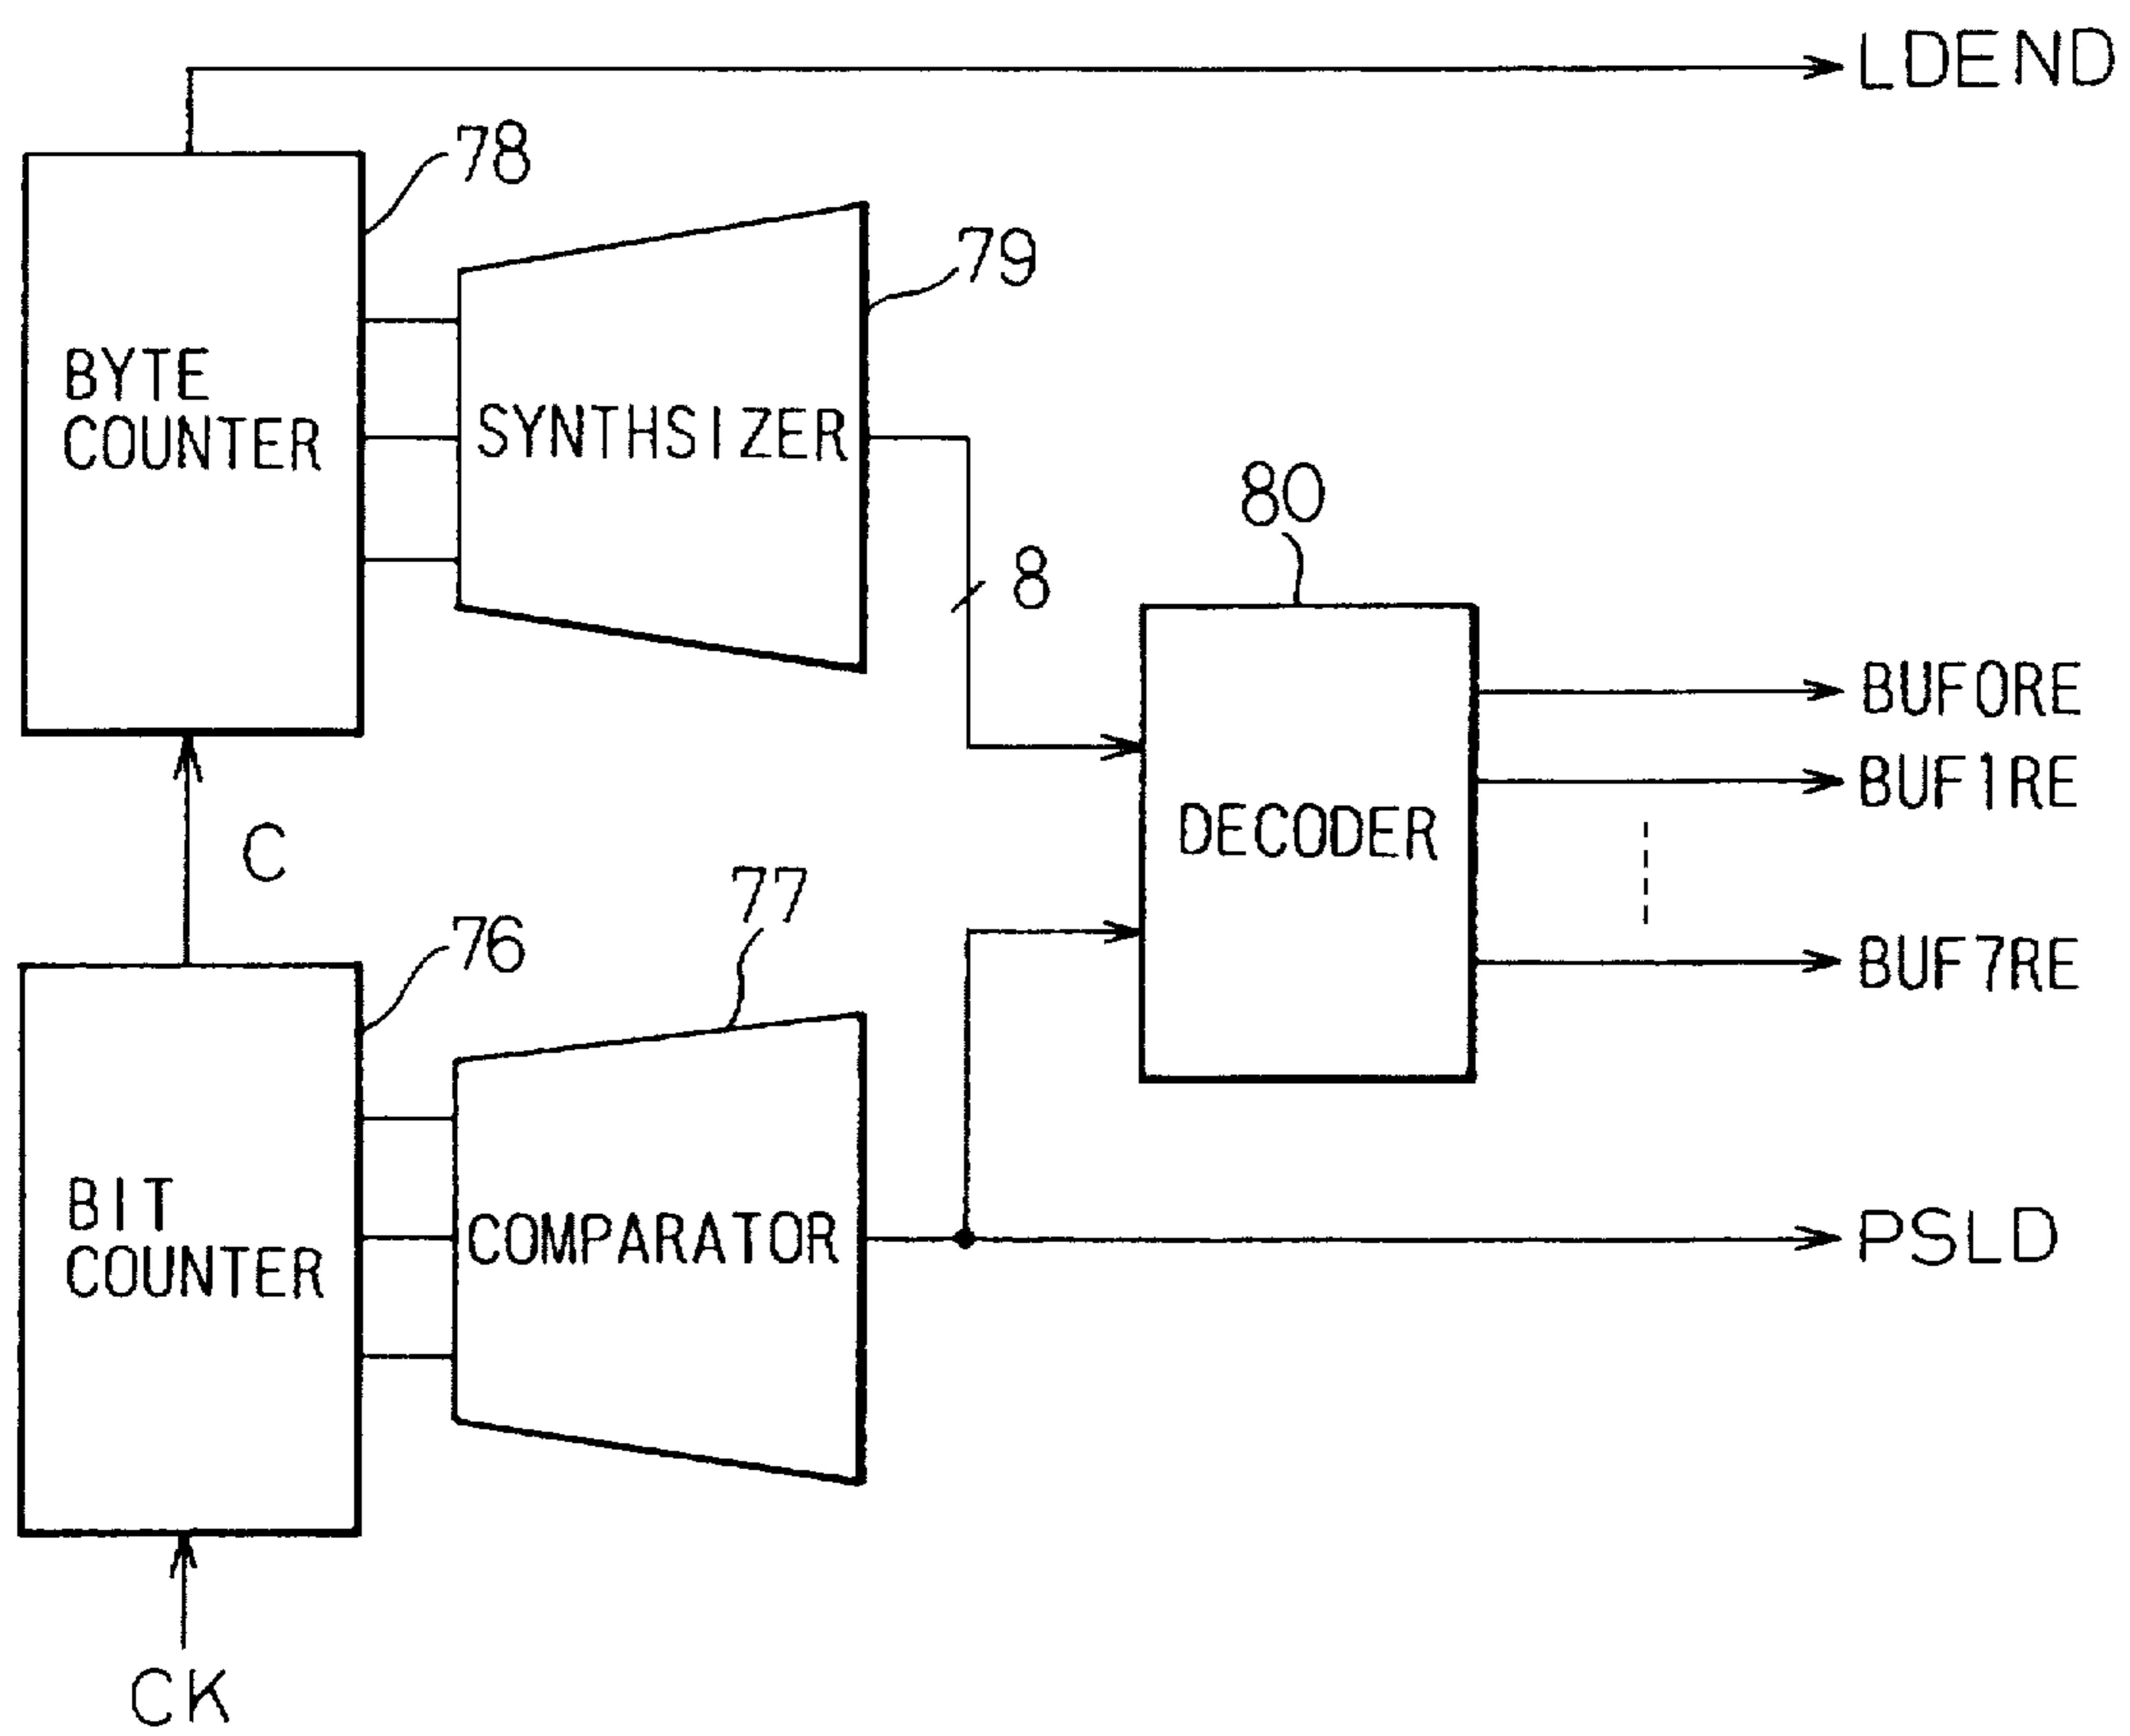 LDEND
78
79
BYTE
COUNTER
SYNTHSIZER
80
8
BUF0RE
BUF1RE
DECODER
C
77
76
BUF7RE
BIT
COUNTER
COMPARATOR
PSLD
CK